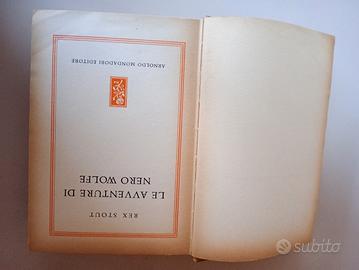 REX STOUT
LE AVVENTURE DI
NERO WOLFE
ARNOLDO MONDADORI EDITORE
subito